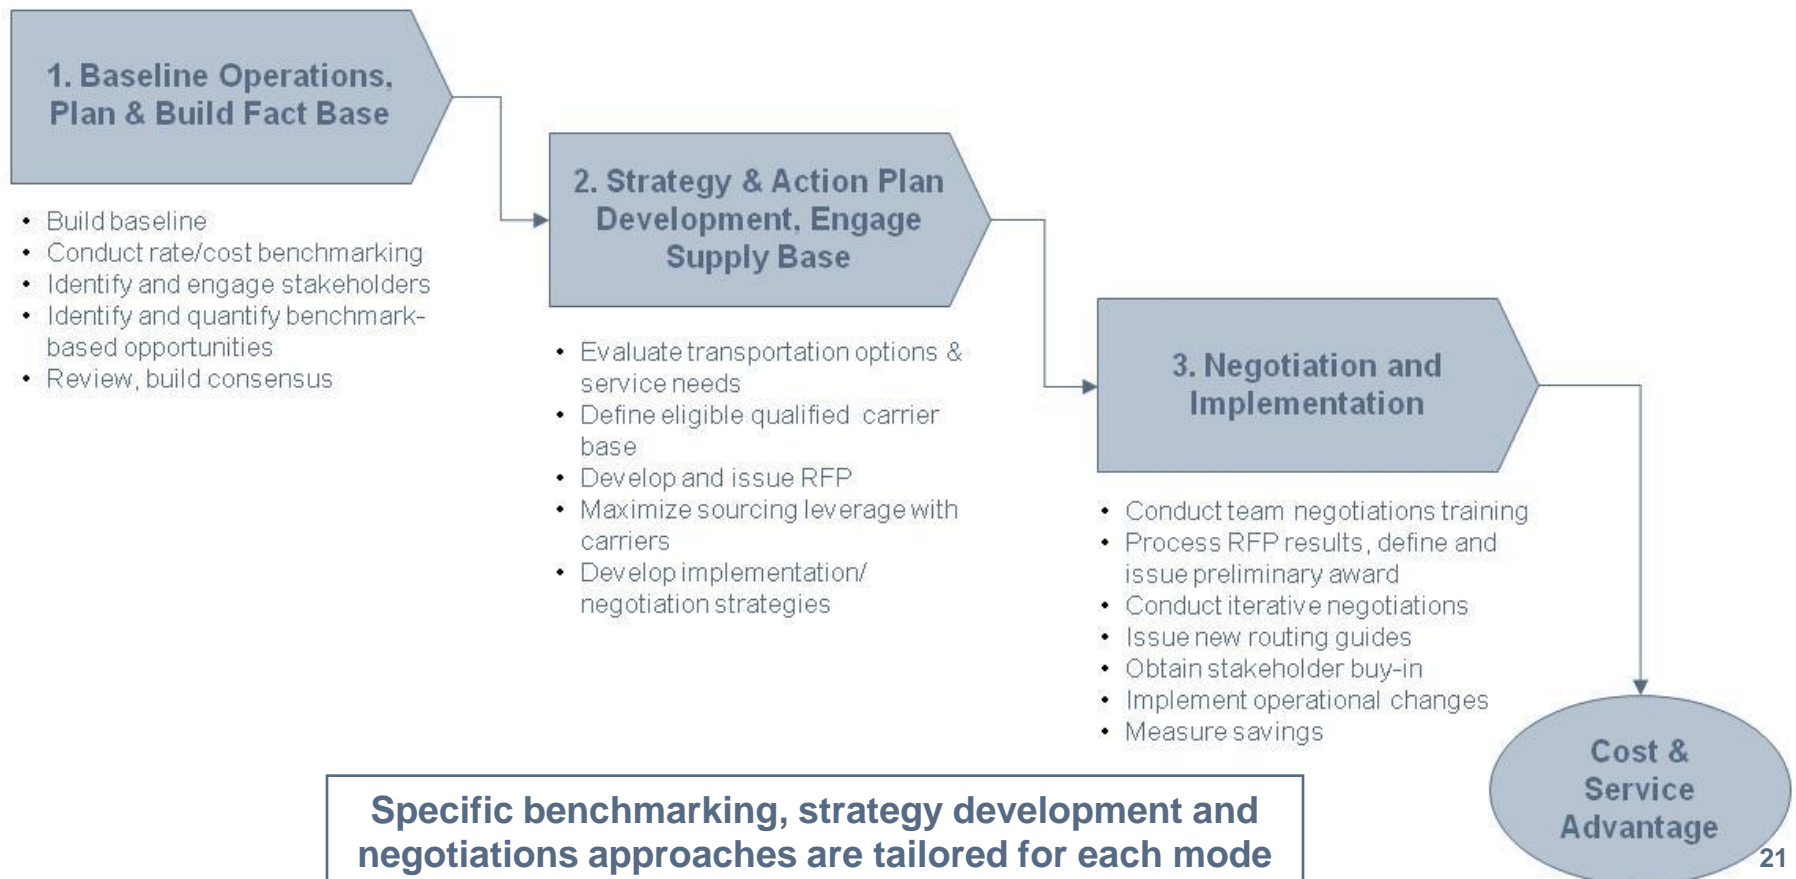 1. Baseline Operations,
Plan & Build Fact Base
• Build baseline
• Conduct rate/cost benchmarking
• Identify and engage stakeholders
• Identify and quantify benchmark-
based opportunities
• Review, build consensus
2. Strategy & Action Plan
Development, Engage
Supply Base
• Evaluate transportation options &
service needs
• Define eligible qualified carrier
base
• Develop and issue RFP
• Maximize sourcing leverage with
carriers
• Develop implementation/
negotiation strategies
3. Negotiation and
Implementation
• Conduct team negotiations training
• Process RFP results, define and
issue preliminary award
• Conduct iterative negotiations
• Issue new routing guides
• Obtain stakeholder buy-in
• Implement operational changes
• Measure savings
Cost &
Service
Advantage
Specific benchmarking, strategy development and
negotiations approaches are tailored for each mode
21